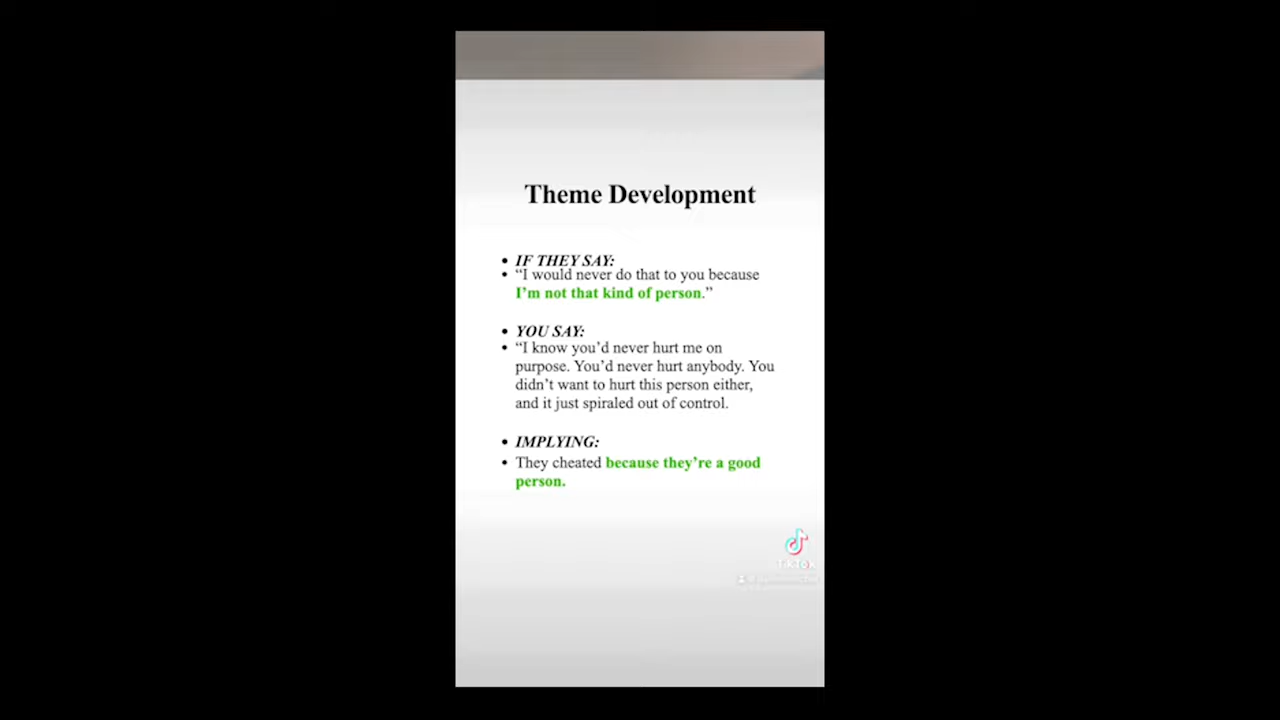 Theme Development
• IF THEY SAY:
• “I would never do that to you because
I’m not that kind of person.”
• YOU SAY:
• “I know you’d never hurt me on
purpose. You’d never hurt anybody. You
didn’t want to hurt this person either,
and it just spiraled out of control.
• IMPLYING:
• They cheated because they’re a good
person.
TikTok